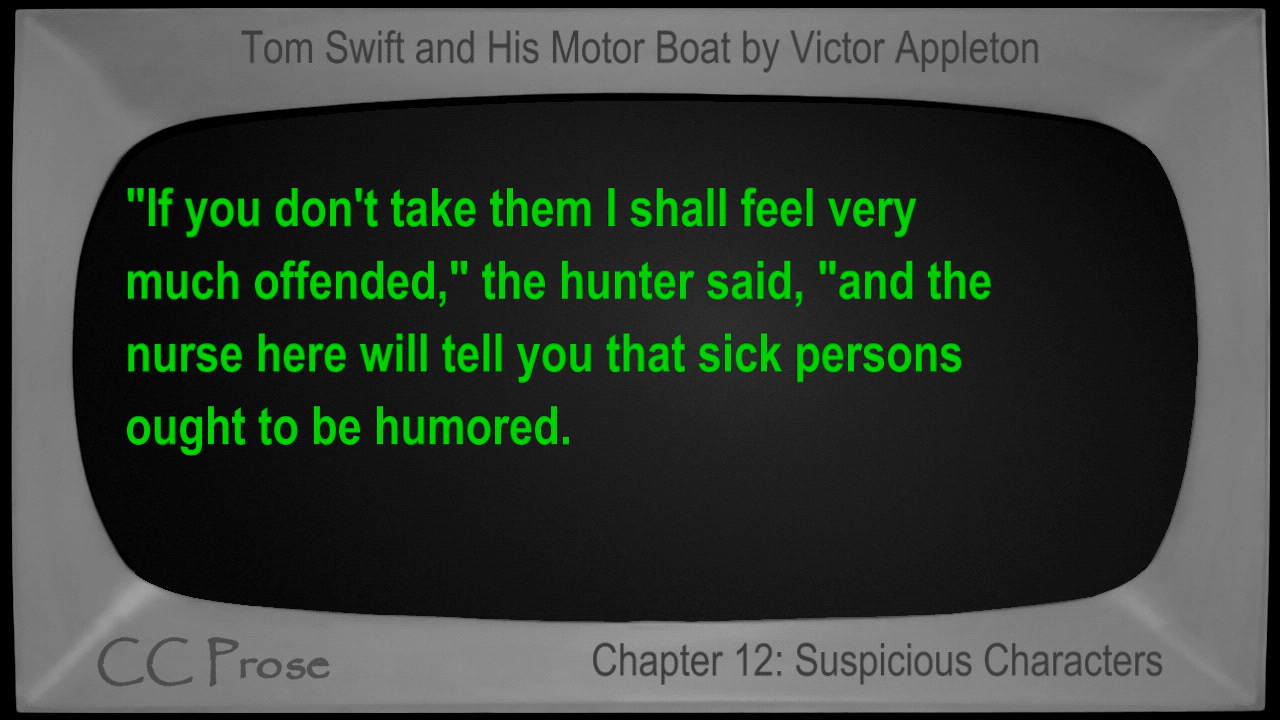 Tom Swift and His Motor Boat by Victor Appleton
"If you don't take them I shall feel very
much offended," the hunter said, "and the
nurse here will tell you that sick persons
ought to be humored.
CC Prose
Chapter 12: Suspicious Characters